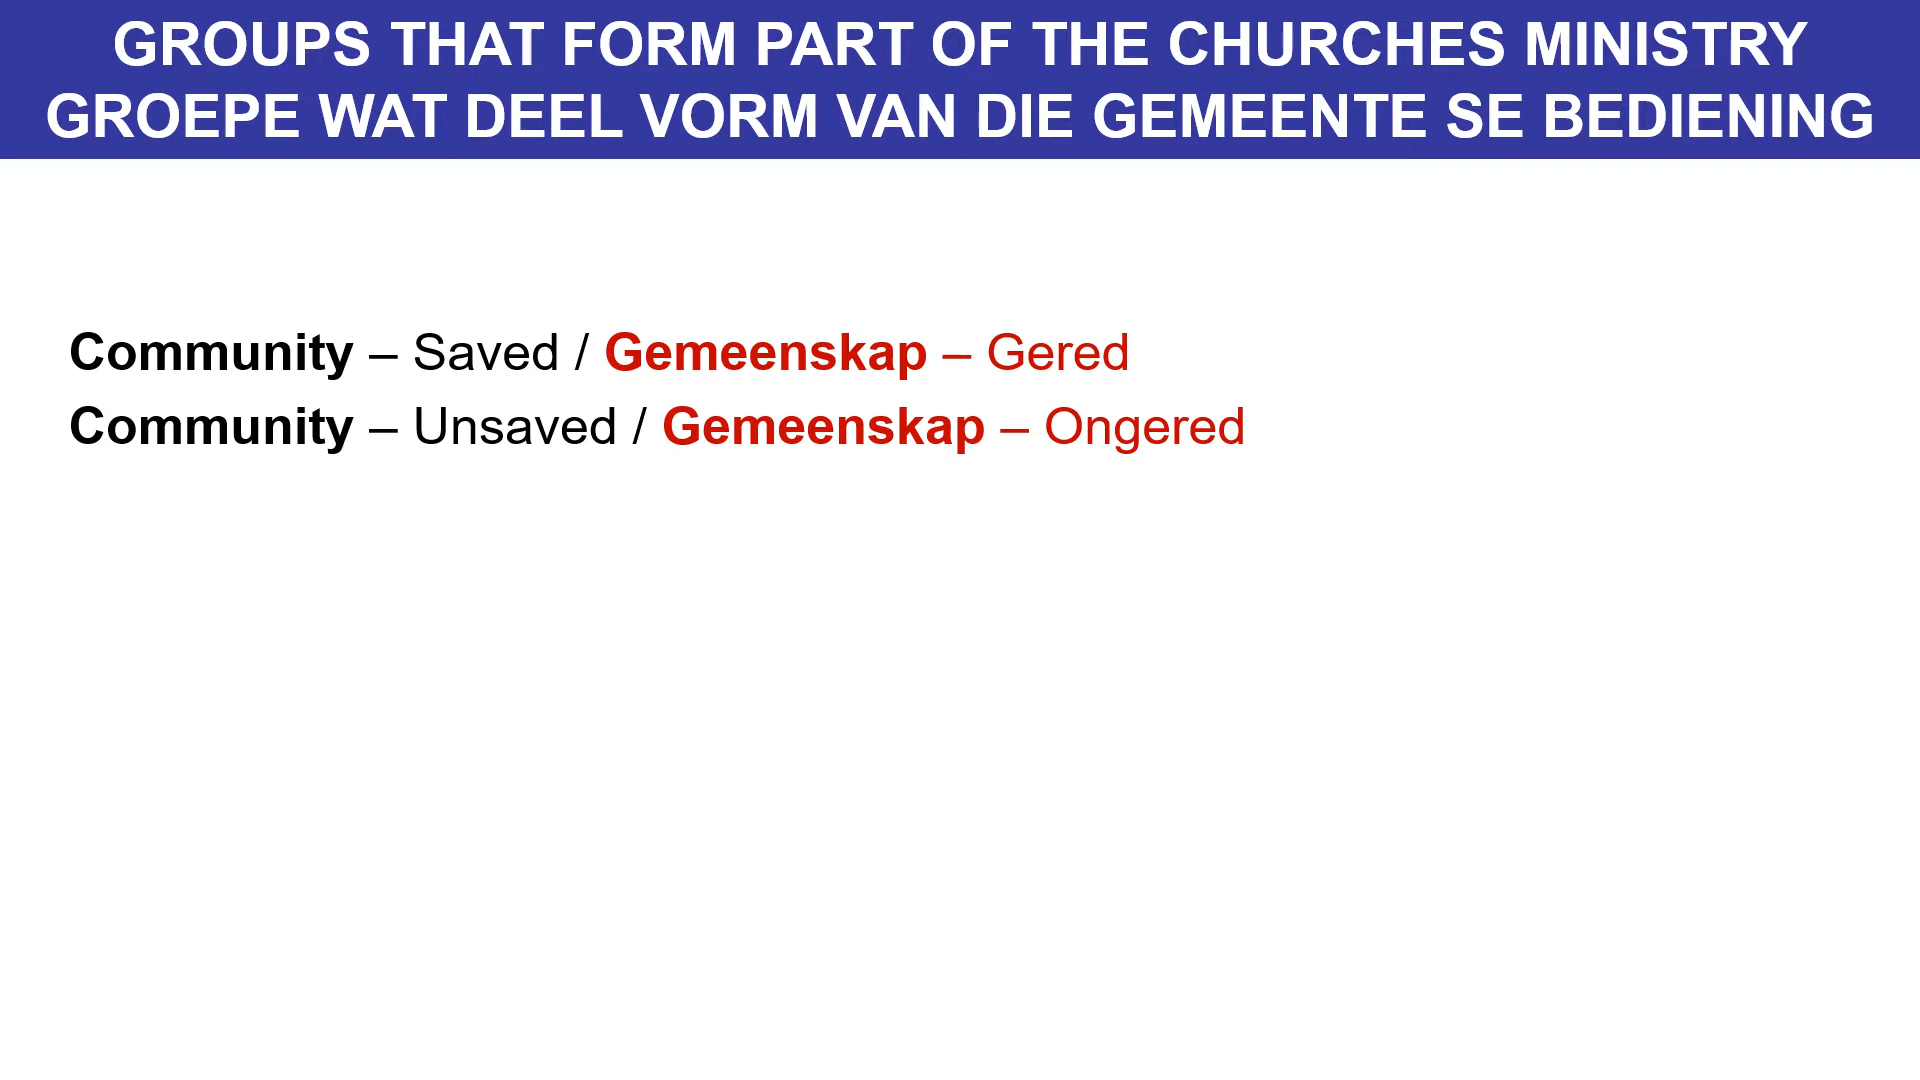 GROUPS THAT FORM PART OF THE CHURCHES MINISTRY
GROEPE WAT DEEL VORM VAN DIE GEMEENTE SE BEDIENING
Community – Saved / Gemeenskap – Gered
Community – Unsaved / Gemeenskap – Ongered